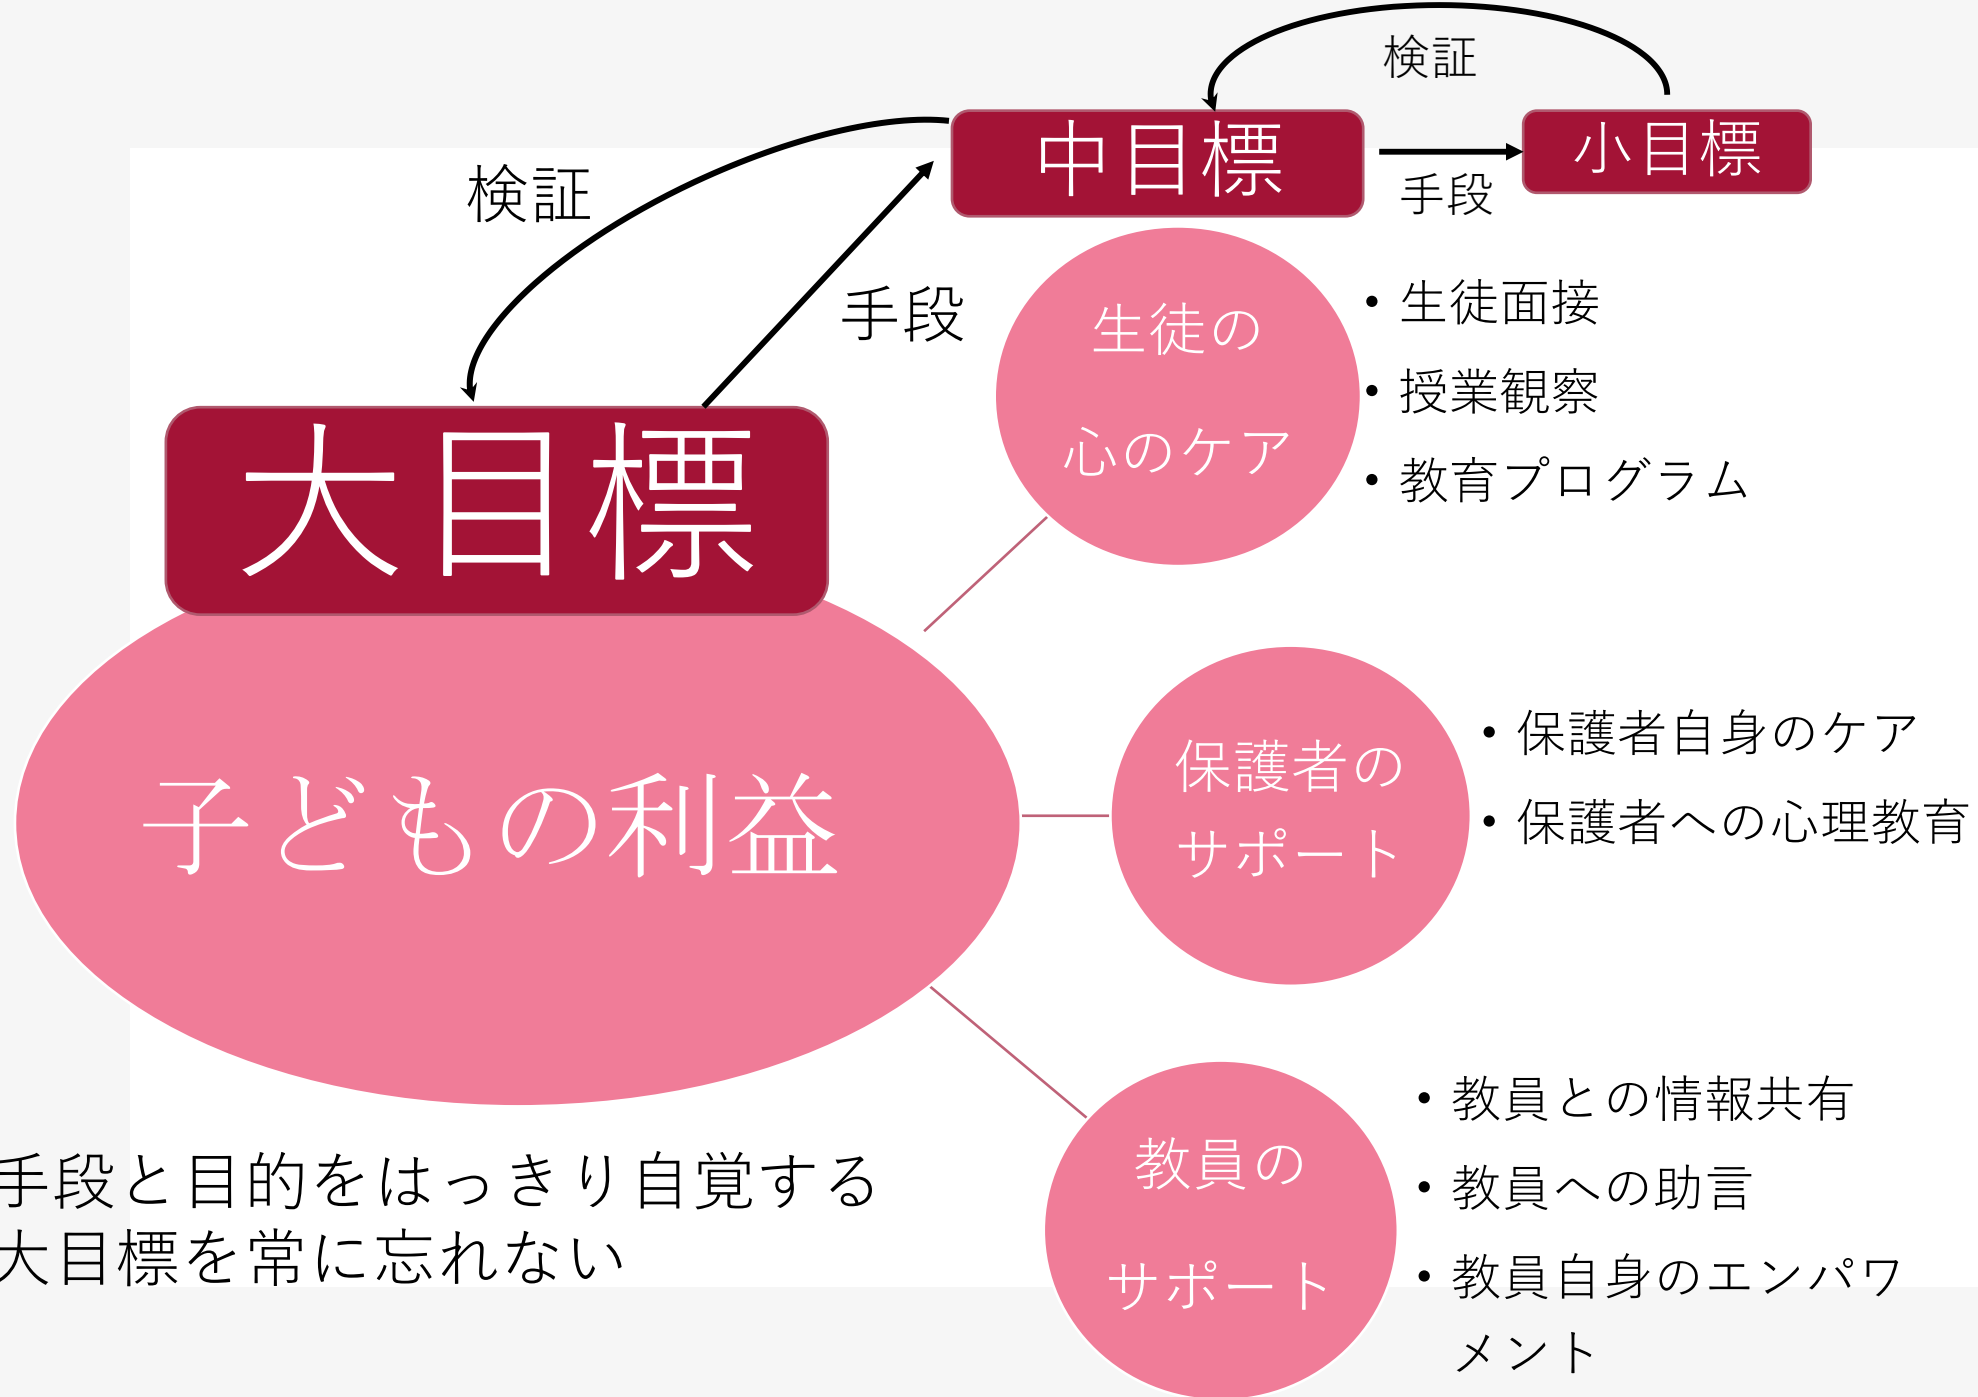 検証
中目標
小目標
手段
検証
手段
大目標
子どもの利益
生徒の
心のケア
• 生徒面接
• 授業観察
• 教育プログラム
保護者の
サポート
• 保護者自身のケア
• 保護者への心理教育
教員の
サポート
• 教員との情報共有
• 教員への助言
• 教員自身のエンパワ
メント
手段と目的をはっきり自覚する
大目標を常に忘れない